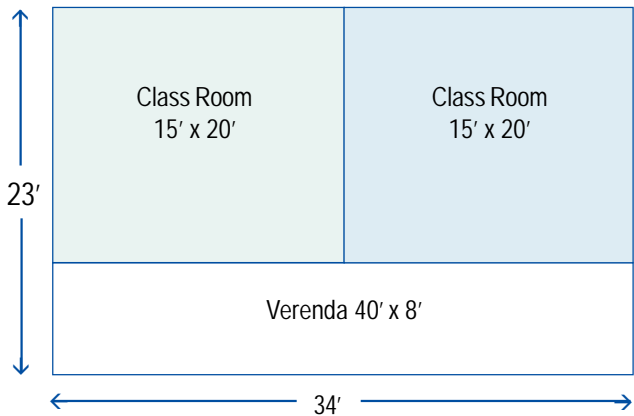 Class Room
15' x 20'
Class Room
15' x 20'
23'
Verenda 40' x 8'
34'